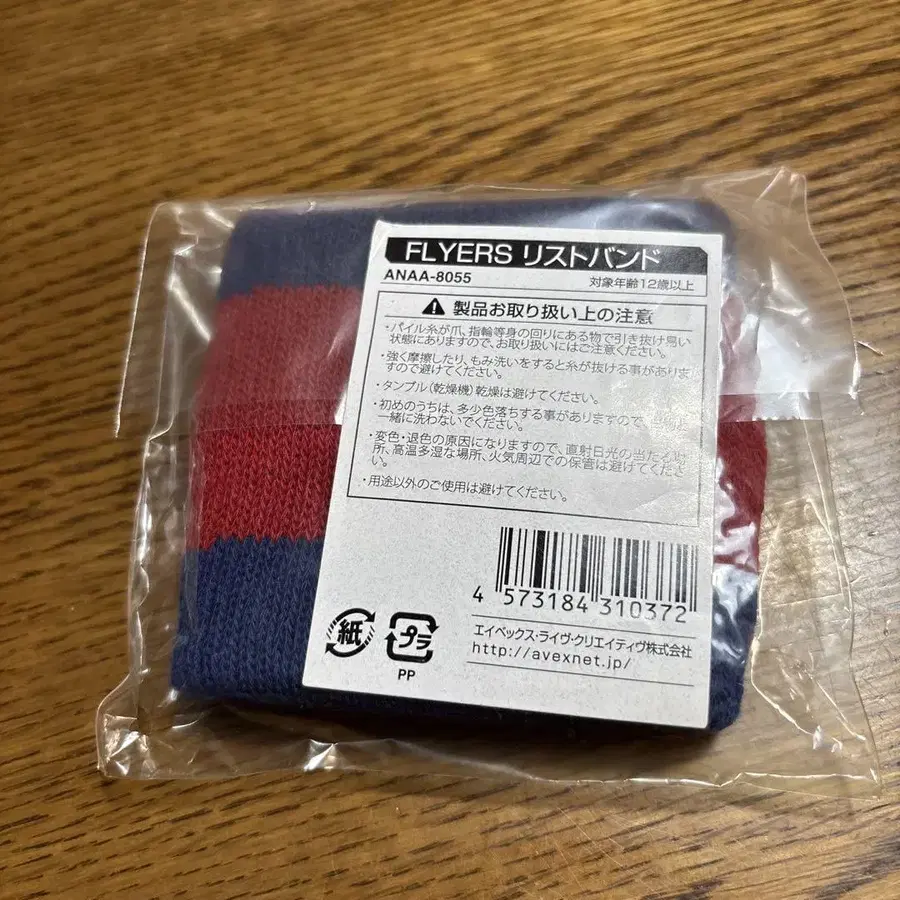 FLYERS リストバンド
ANAA-8055
対象年齢12歳以上
製品お取り扱い上の注意
・パイル糸が爪、指輪等身の回りにある物で引き抜け易い
状態にありますので、お取り扱いにはご注意ください。
・強く摩擦したり、もみ洗いをすると糸が抜ける事がありま
すので避けてください。
・タンブル(乾燥機)乾燥は避けてください。
・初めのうちは、多少色落ちする事がありますので、
一緒に洗わないでください。
・変色・退色の原因になりますので、直射日光の当たる場
所、高温多湿な場所、火気周辺での保管は避けてくださ
い。
・用途以外のご使用は避けてください。
4 573184 310372
紙
プラ
PP
エイベックス・ライヴ・クリエイティヴ株式会社
http://avexnet.jp/